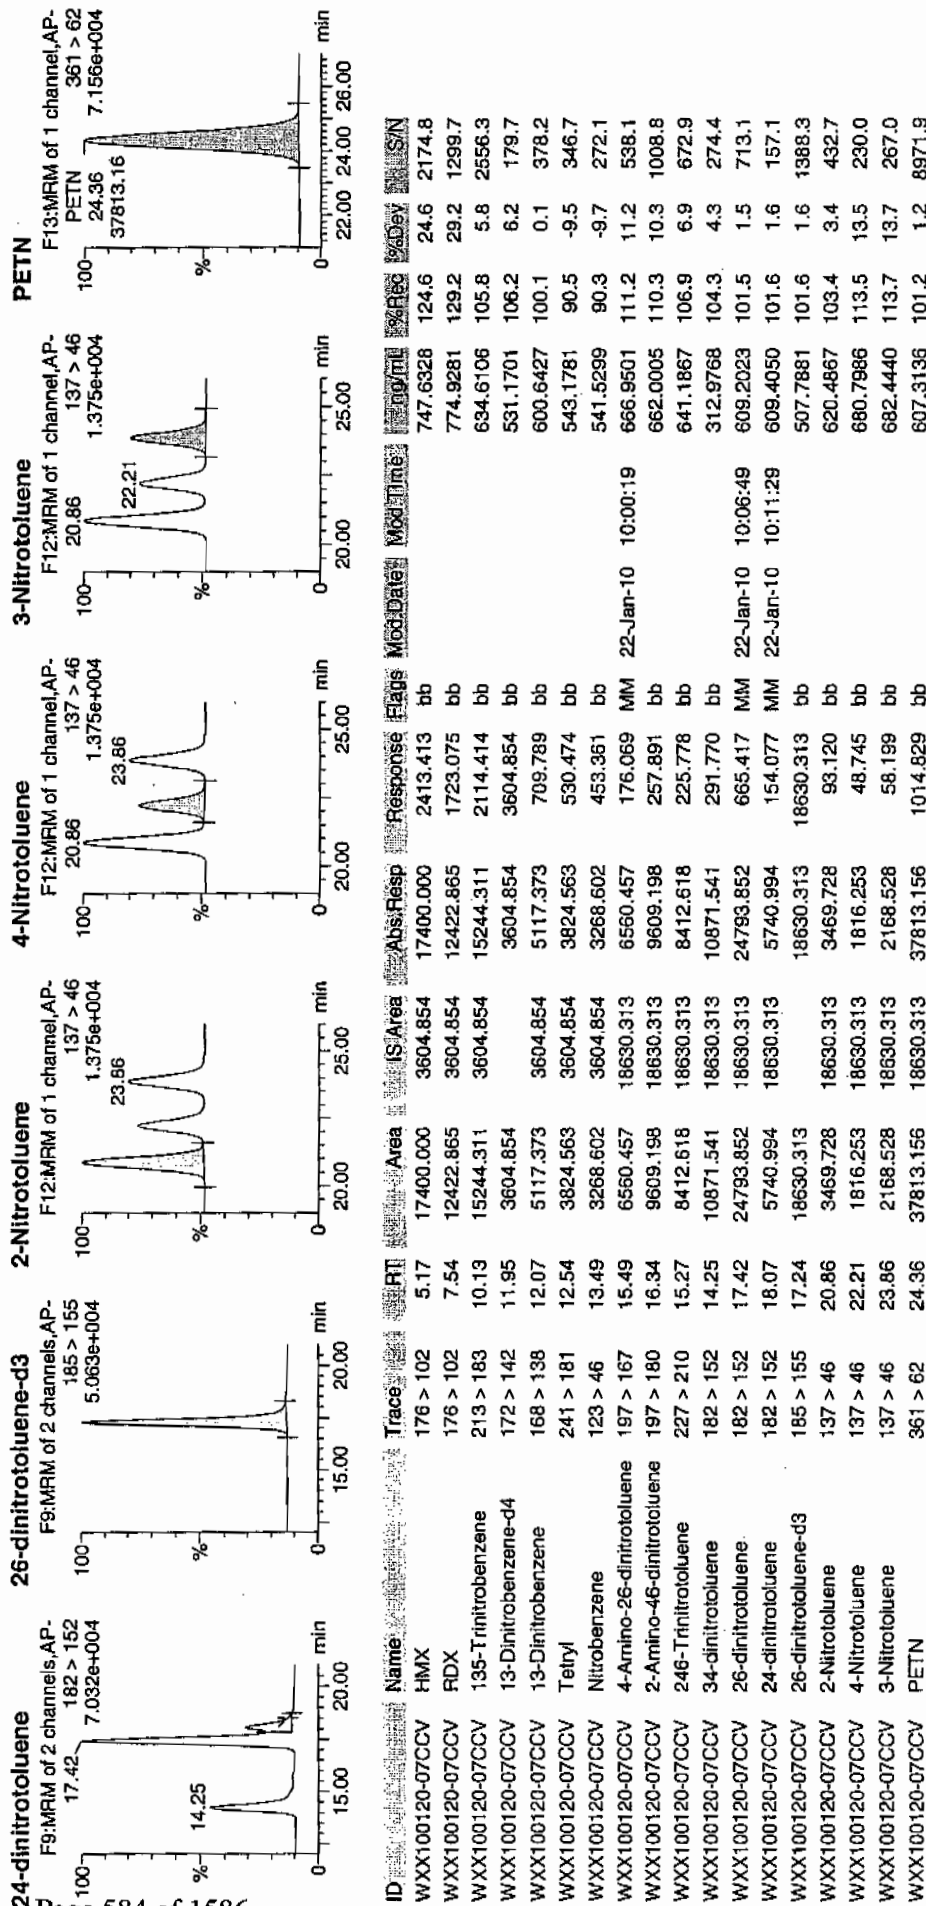 24-dinitrotoluene
F9:MRM of 2 channels,AP-
182 > 152
7.032e+004
17.42
14.25
100
%
0
15.00 20.00 min
26-dinitrotoluene-d3
F9:MRM of 2 channels,AP-
185 > 155
5.063e+004
100
%
0
15.00 20.00 min
2-Nitrotoluene
F12:MRM of 1 channel,AP-
137 > 46
1.375e+004
23.86
100
%
0
20.00 25.00 min
4-Nitrotoluene
F12:MRM of 1 channel,AP-
20.86 137 > 46
1.375e+004
23.86
100
%
0
20.00 25.00 min
3-Nitrotoluene
F12:MRM of 1 channel,AP-
20.86 137 > 46
1.375e+004
22.21
100
%
0
20.00 25.00 min
PETN
F13:MRM of 1 channel,AP-
PETN 361 > 62
24.36 7.156e+004
37813.16
100
%
0
22.00 24.00 26.00 min
ID Name Trace RT Area IS Area Abs.Resp Response Flags Mod.Date Mod.Time ng/mL %Rec %Dev S/N
WXX100120-07CCV HMX 176 > 102 5.17 17400.000 3604.854 17400.000 2413.413 bb 747.6328 124.6 24.6 2174.8
WXX100120-07CCV RDX 176 > 102 7.54 12422.865 3604.854 12422.865 1723.075 bb 774.9281 129.2 29.2 1299.7
WXX100120-07CCV 135-Trinitrobenzene 213 > 183 10.13 15244.311 3604.854 15244.311 2114.414 bb 634.6106 105.8 5.8 2556.3
WXX100120-07CCV 13-Dinitrobenzene-d4 172 > 142 11.95 3604.854 3604.854 3604.854 bb 531.1701 106.2 6.2 179.7
WXX100120-07CCV 13-Dinitrobenzene 168 > 138 12.07 5117.373 3604.854 5117.373 709.789 bb 600.6427 100.1 0.1 378.2
WXX100120-07CCV Tetryl 241 > 181 12.54 3824.563 3604.854 3824.563 530.474 bb 543.1781 90.5 -9.5 346.7
WXX100120-07CCV Nitrobenzene 123 > 46 13.49 3268.602 3604.854 3268.602 453.361 bb 541.5299 90.3 -9.7 272.1
WXX100120-07CCV 4-Amino-26-dinitrotoluene 197 > 167 15.49 6560.457 18630.313 6560.457 176.069 MM 22-Jan-10 10:00:19 666.9501 111.2 11.2 538.1
WXX100120-07CCV 2-Amino-46-dinitrotoluene 197 > 180 16.34 9609.198 18630.313 9609.198 257.891 bb 662.0005 110.3 10.3 1008.8
WXX100120-07CCV 246-Trinitrotoluene 227 > 210 15.27 8412.618 18630.313 8412.618 225.778 bb 641.1867 106.9 6.9 672.9
WXX100120-07CCV 34-dinitrotoluene 182 > 152 14.25 10871.541 18630.313 10871.541 291.770 bb 312.9768 104.3 4.3 274.4
WXX100120-07CCV 26-dinitrotoluene 182 > 152 17.42 24793.852 18630.313 24793.852 665.417 MM 22-Jan-10 10:06:49 609.2023 101.5 1.5 713.1
WXX100120-07CCV 24-dinitrotoluene 182 > 152 18.07 5740.994 18630.313 5740.994 154.077 MM 22-Jan-10 10:11:29 609.4050 101.6 1.6 157.1
WXX100120-07CCV 26-dinitrotoluene-d3 185 > 155 17.24 18630.313 18630.313 18630.313 bb 507.7881 101.6 1.6 1388.3
WXX100120-07CCV 2-Nitrotoluene 137 > 46 20.86 3469.728 18630.313 3469.728 93.120 bb 620.4867 103.4 3.4 432.7
WXX100120-07CCV 4-Nitrotoluene 137 > 46 22.21 1816.253 18630.313 1816.253 48.745 bb 680.7986 113.5 13.5 230.0
WXX100120-07CCV 3-Nitrotoluene 137 > 46 23.86 2168.528 18630.313 2168.528 58.199 bb 682.4440 113.7 13.7 267.0
WXX100120-07CCV PETN 361 > 62 24.36 37813.156 18630.313 37813.156 1014.829 bb 607.3136 101.2 1.2 8971.9